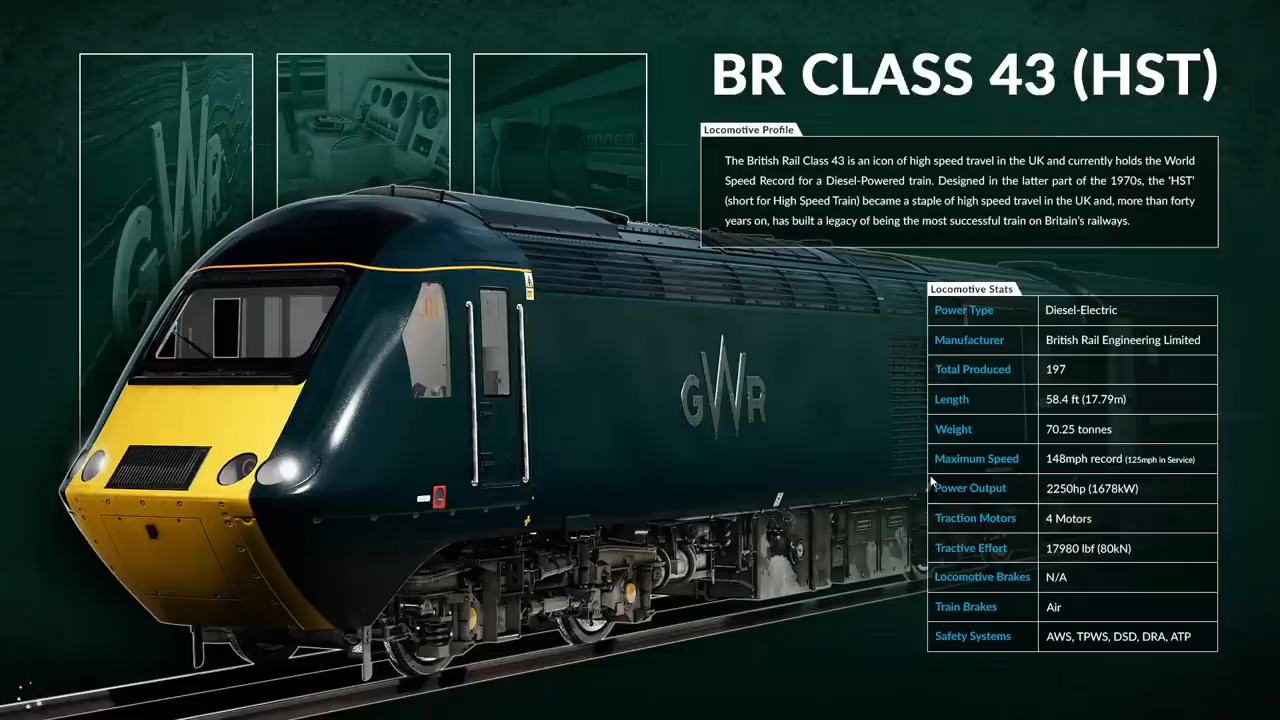 BR CLASS 43 (HST)
Locomotive Profile
The British Rail Class 43 is an icon of high speed travel in the UK and currently holds the World
Speed Record for a Diesel-Powered train. Designed in the latter part of the 1970s, the 'HST'
(short for High Speed Train) became a staple of high speed travel in the UK and, more than forty
years on, has built a legacy of being the most successful train on Britain's railways.
Locomotive Stats
Power Type Diesel-Electric
Manufacturer British Rail Engineering Limited
Total Produced 197
Length 58.4 ft (17.79m)
Weight 70.25 tonnes
Maximum Speed 148mph record (125mph in Service)
Power Output 2250hp (1678kW)
Traction Motors 4 Motors
Tractive Effort 17980 lbf (80kN)
Locomotive Brakes N/A
Train Brakes Air
Safety Systems AWS, TPWS, DSD, DRA, ATP
GWR
GWR